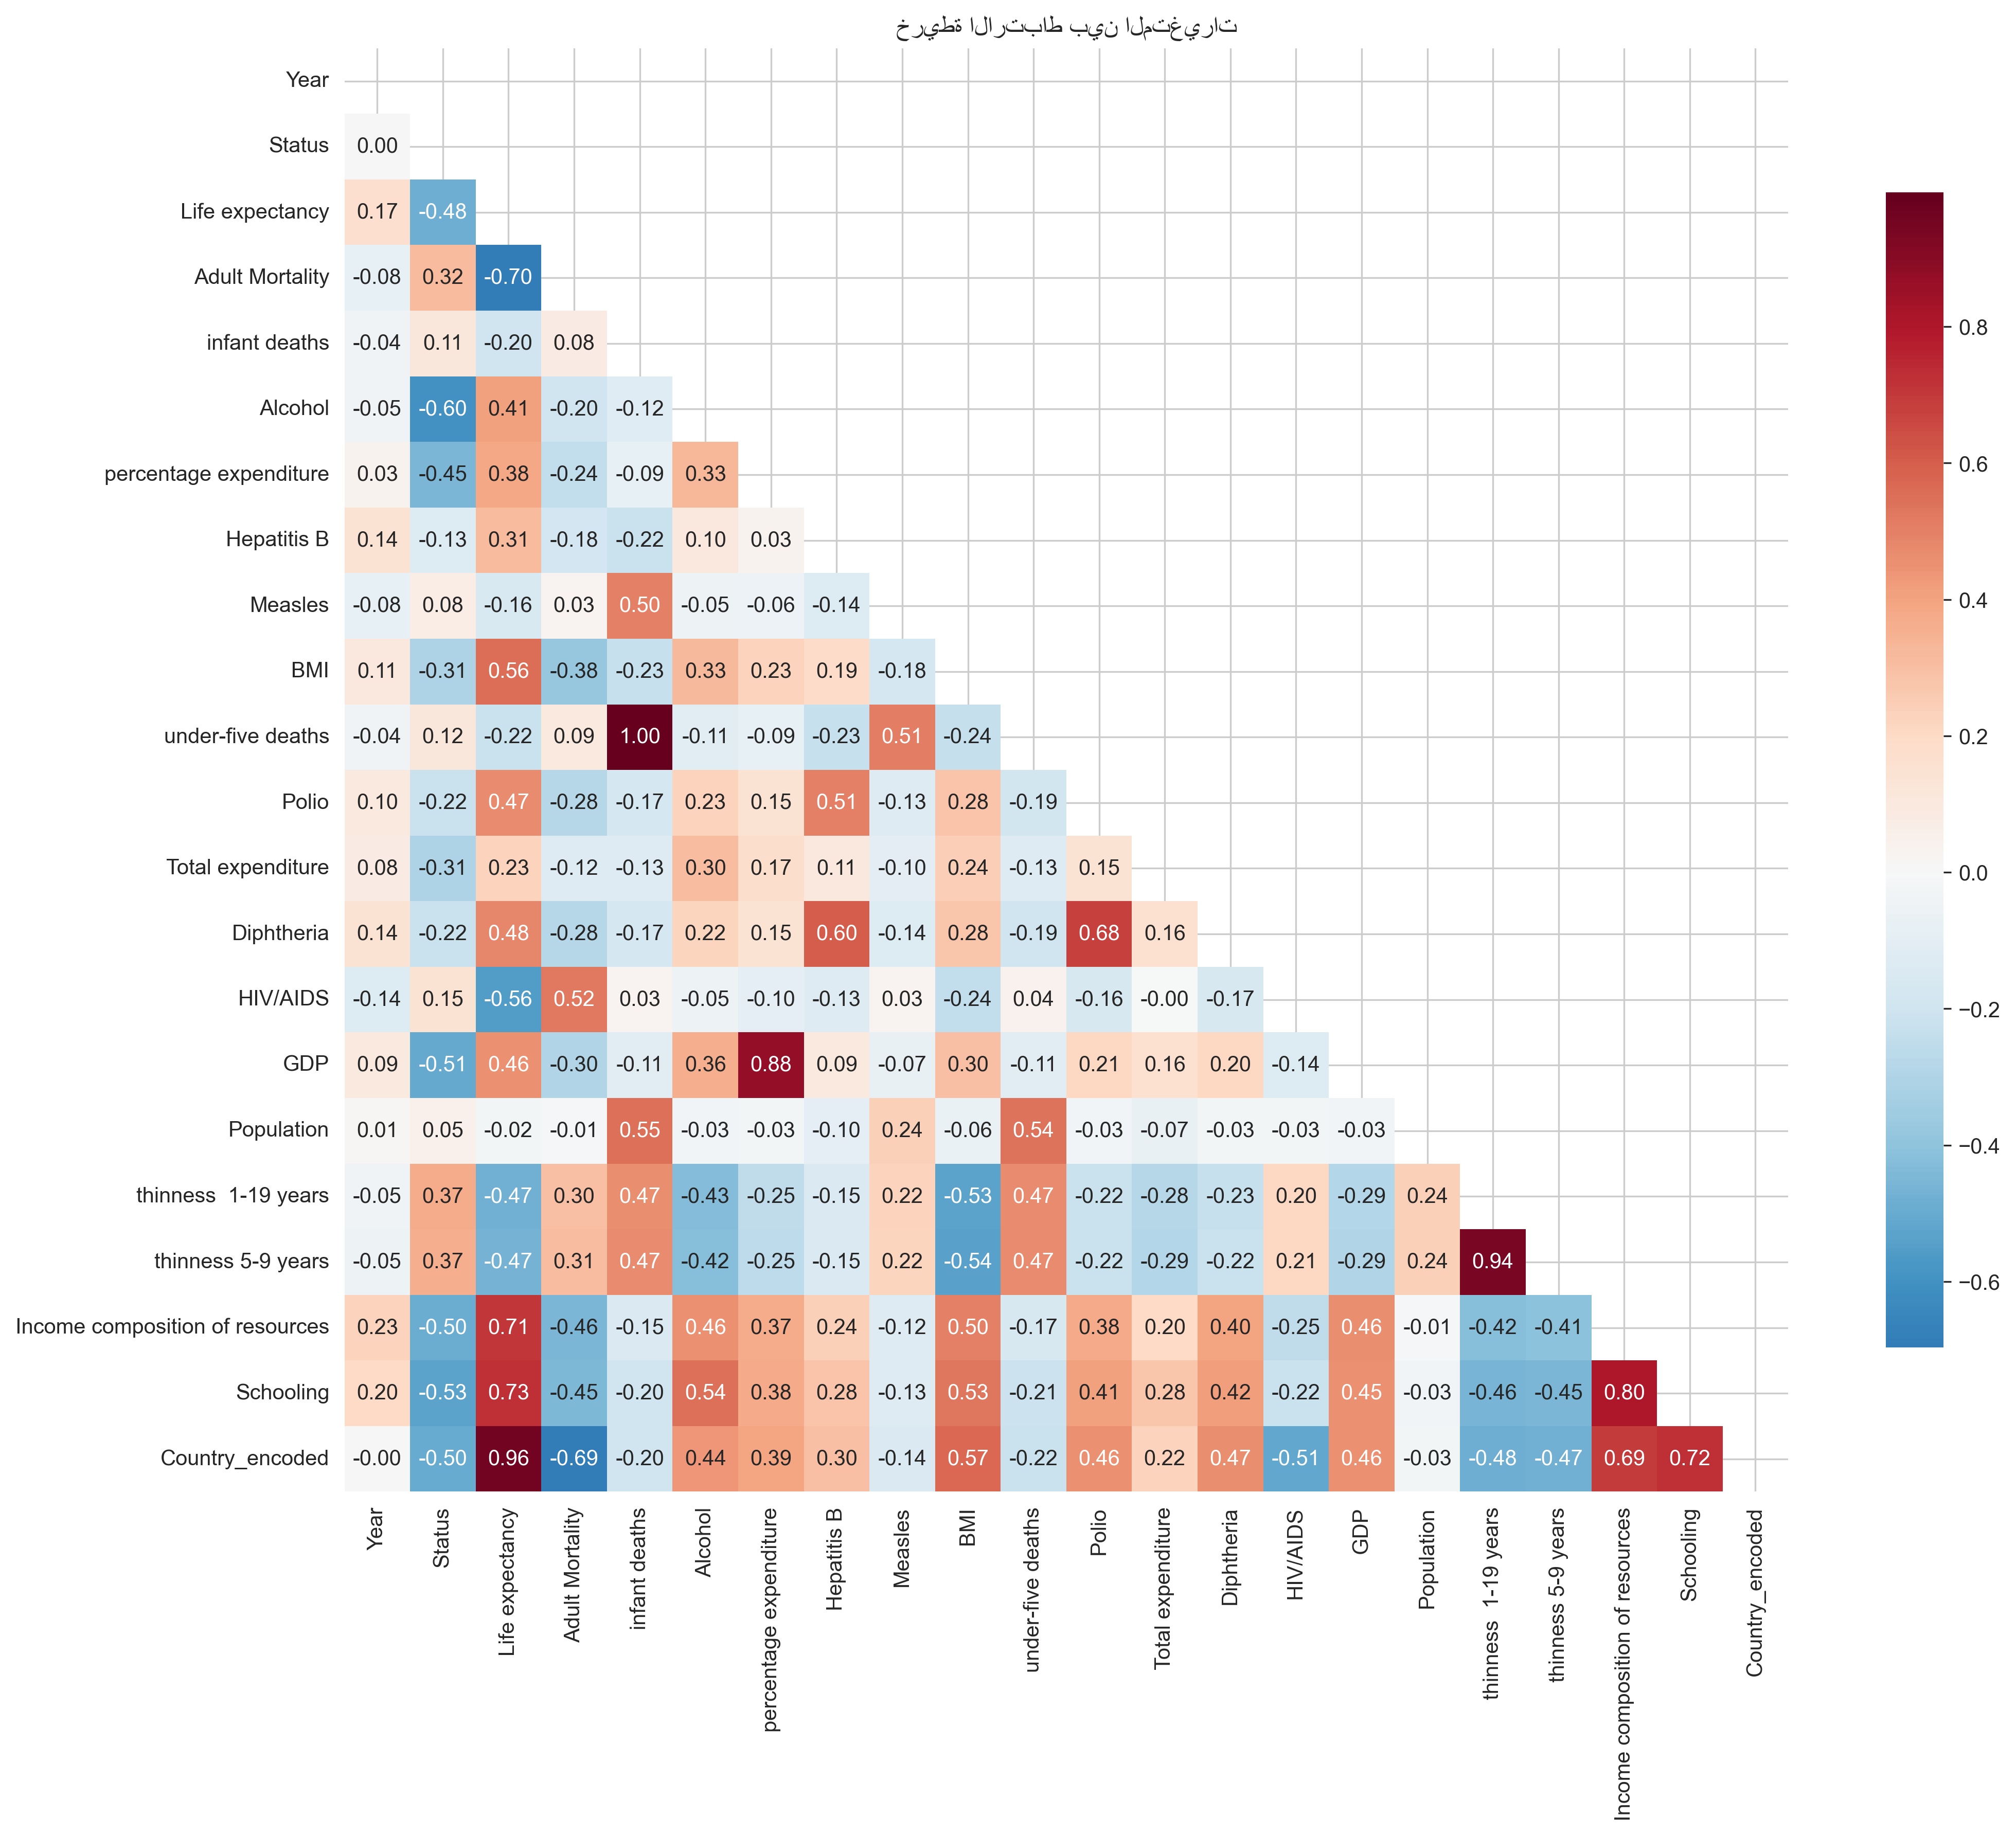 خريطة الارتباط بين المتغيرات
Year
Status 0.00
Life expectancy 0.17 -0.48
Adult Mortality -0.08 0.32 -0.70
infant deaths -0.04 0.11 -0.20 0.08
Alcohol -0.05 -0.60 0.41 -0.20 -0.12
percentage expenditure 0.03 -0.45 0.38 -0.24 -0.09 0.33
Hepatitis B 0.14 -0.13 0.31 -0.18 -0.22 0.10 0.03
Measles -0.08 0.08 -0.16 0.03 0.50 -0.05 -0.06 -0.14
BMI 0.11 -0.31 0.56 -0.38 -0.23 0.33 0.23 0.19 -0.18
under-five deaths -0.04 0.12 -0.22 0.09 1.00 -0.11 -0.09 -0.23 0.51 -0.24
Polio 0.10 -0.22 0.47 -0.28 -0.17 0.23 0.15 0.51 -0.13 0.28 -0.19
Total expenditure 0.08 -0.31 0.23 -0.12 -0.13 0.30 0.17 0.11 -0.10 0.24 -0.13 0.15
Diphtheria 0.14 -0.22 0.48 -0.28 -0.17 0.22 0.15 0.60 -0.14 0.28 -0.19 0.68 0.16
HIV/AIDS -0.14 0.15 -0.56 0.52 0.03 -0.05 -0.10 -0.13 0.03 -0.24 0.04 -0.16 -0.00 -0.17
GDP 0.09 -0.51 0.46 -0.30 -0.11 0.36 0.88 0.09 -0.07 0.30 -0.11 0.21 0.16 0.20 -0.14
Population 0.01 0.05 -0.02 -0.01 0.55 -0.03 -0.03 -0.10 0.24 -0.06 0.54 -0.03 -0.07 -0.03 -0.03 -0.03
thinness  1-19 years -0.05 0.37 -0.47 0.30 0.47 -0.43 -0.25 -0.15 0.22 -0.53 0.47 -0.22 -0.28 -0.23 0.20 -0.29 0.24
thinness 5-9 years -0.05 0.37 -0.47 0.31 0.47 -0.42 -0.25 -0.15 0.22 -0.54 0.47 -0.22 -0.29 -0.22 0.21 -0.29 0.24 0.94
Income composition of resources 0.23 -0.50 0.71 -0.46 -0.15 0.46 0.37 0.24 -0.12 0.50 -0.17 0.38 0.20 0.40 -0.25 0.46 -0.01 -0.42 -0.41
Schooling 0.20 -0.53 0.73 -0.45 -0.20 0.54 0.38 0.28 -0.13 0.53 -0.21 0.41 0.28 0.42 -0.22 0.45 -0.03 -0.46 -0.45 0.80
Country_encoded -0.00 -0.50 0.96 -0.69 -0.20 0.44 0.39 0.30 -0.14 0.57 -0.22 0.46 0.22 0.47 -0.51 0.46 -0.03 -0.48 -0.47 0.69 0.72
Year
Status
Life expectancy
Adult Mortality
infant deaths
Alcohol
percentage expenditure
Hepatitis B
Measles
BMI
under-five deaths
Polio
Total expenditure
Diphtheria
HIV/AIDS
GDP
Population
thinness  1-19 years
thinness 5-9 years
Income composition of resources
Schooling
Country_encoded
0.8
0.6
0.4
0.2
0.0
−0.2
−0.4
−0.6